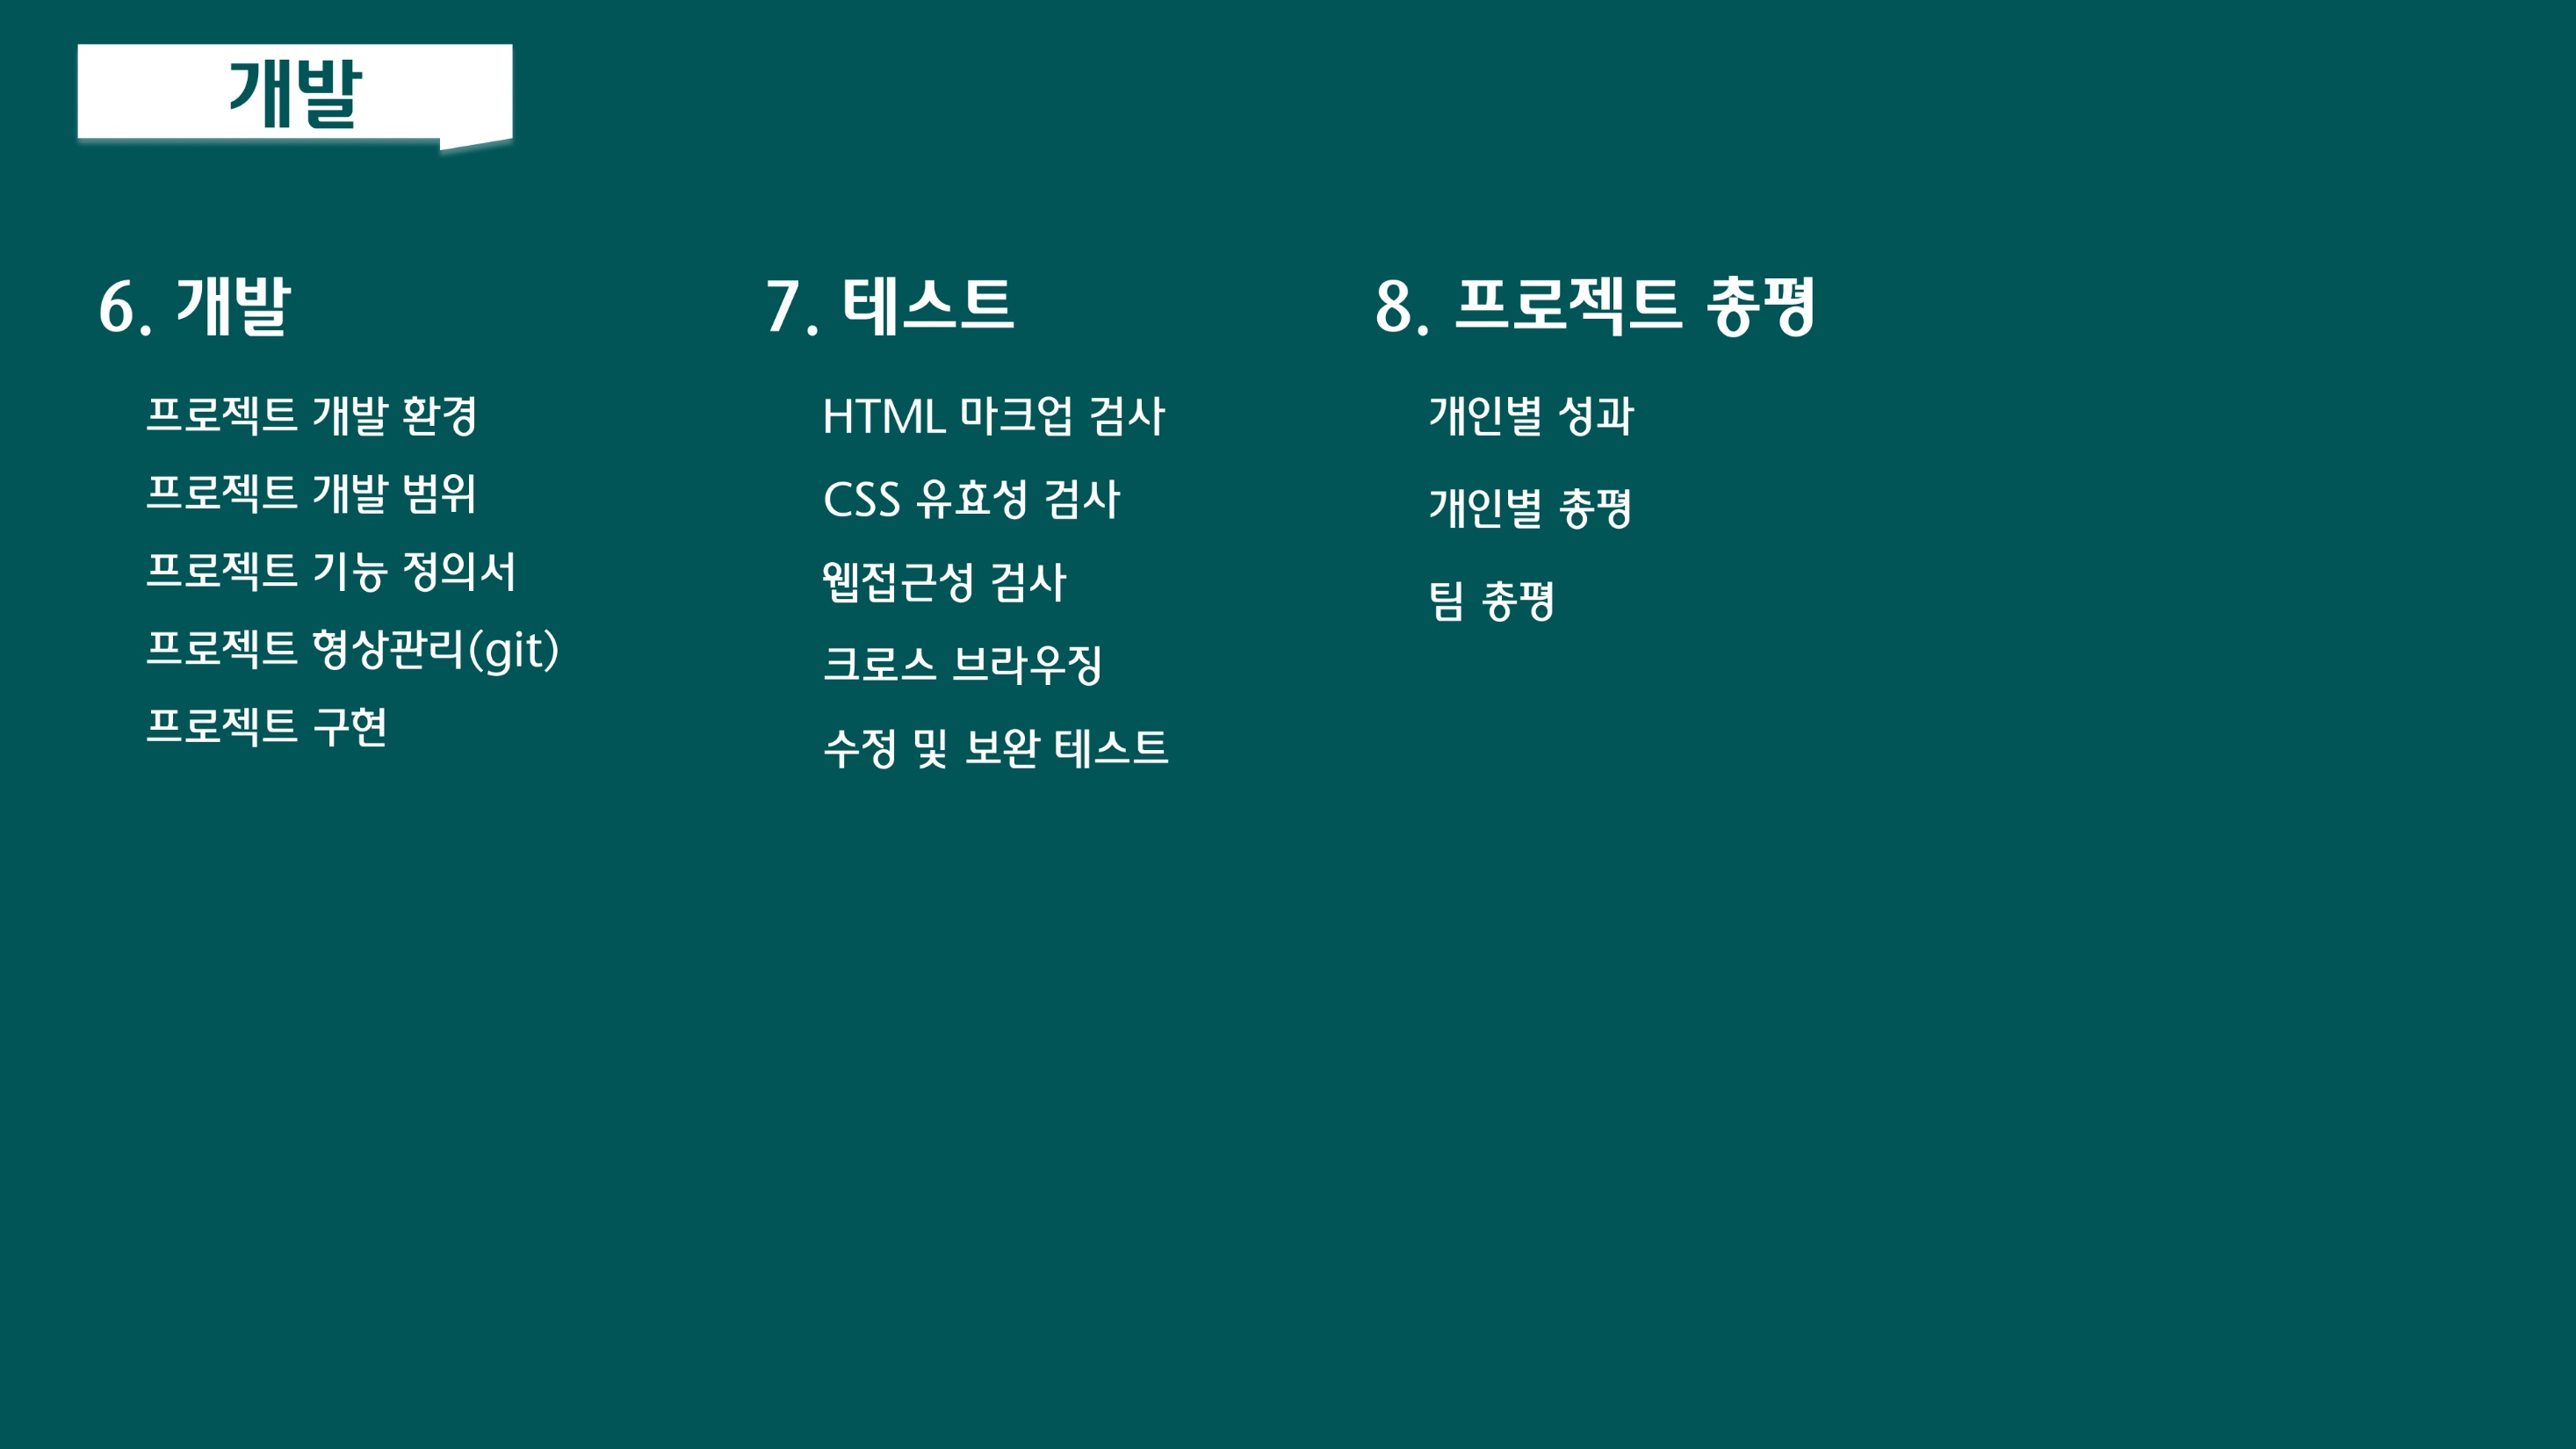 개발
6. 개발
프로젝트 개발 환경
프로젝트 개발 범위
프로젝트 기능 정의서
프로젝트 형상관리(git)
프로젝트 구현
7. 테스트
HTML 마크업 검사
CSS 유효성 검사
웹접근성 검사
크로스 브라우징
수정 및 보완 테스트
8. 프로젝트 총평
개인별 성과
개인별 총평
팀 총평